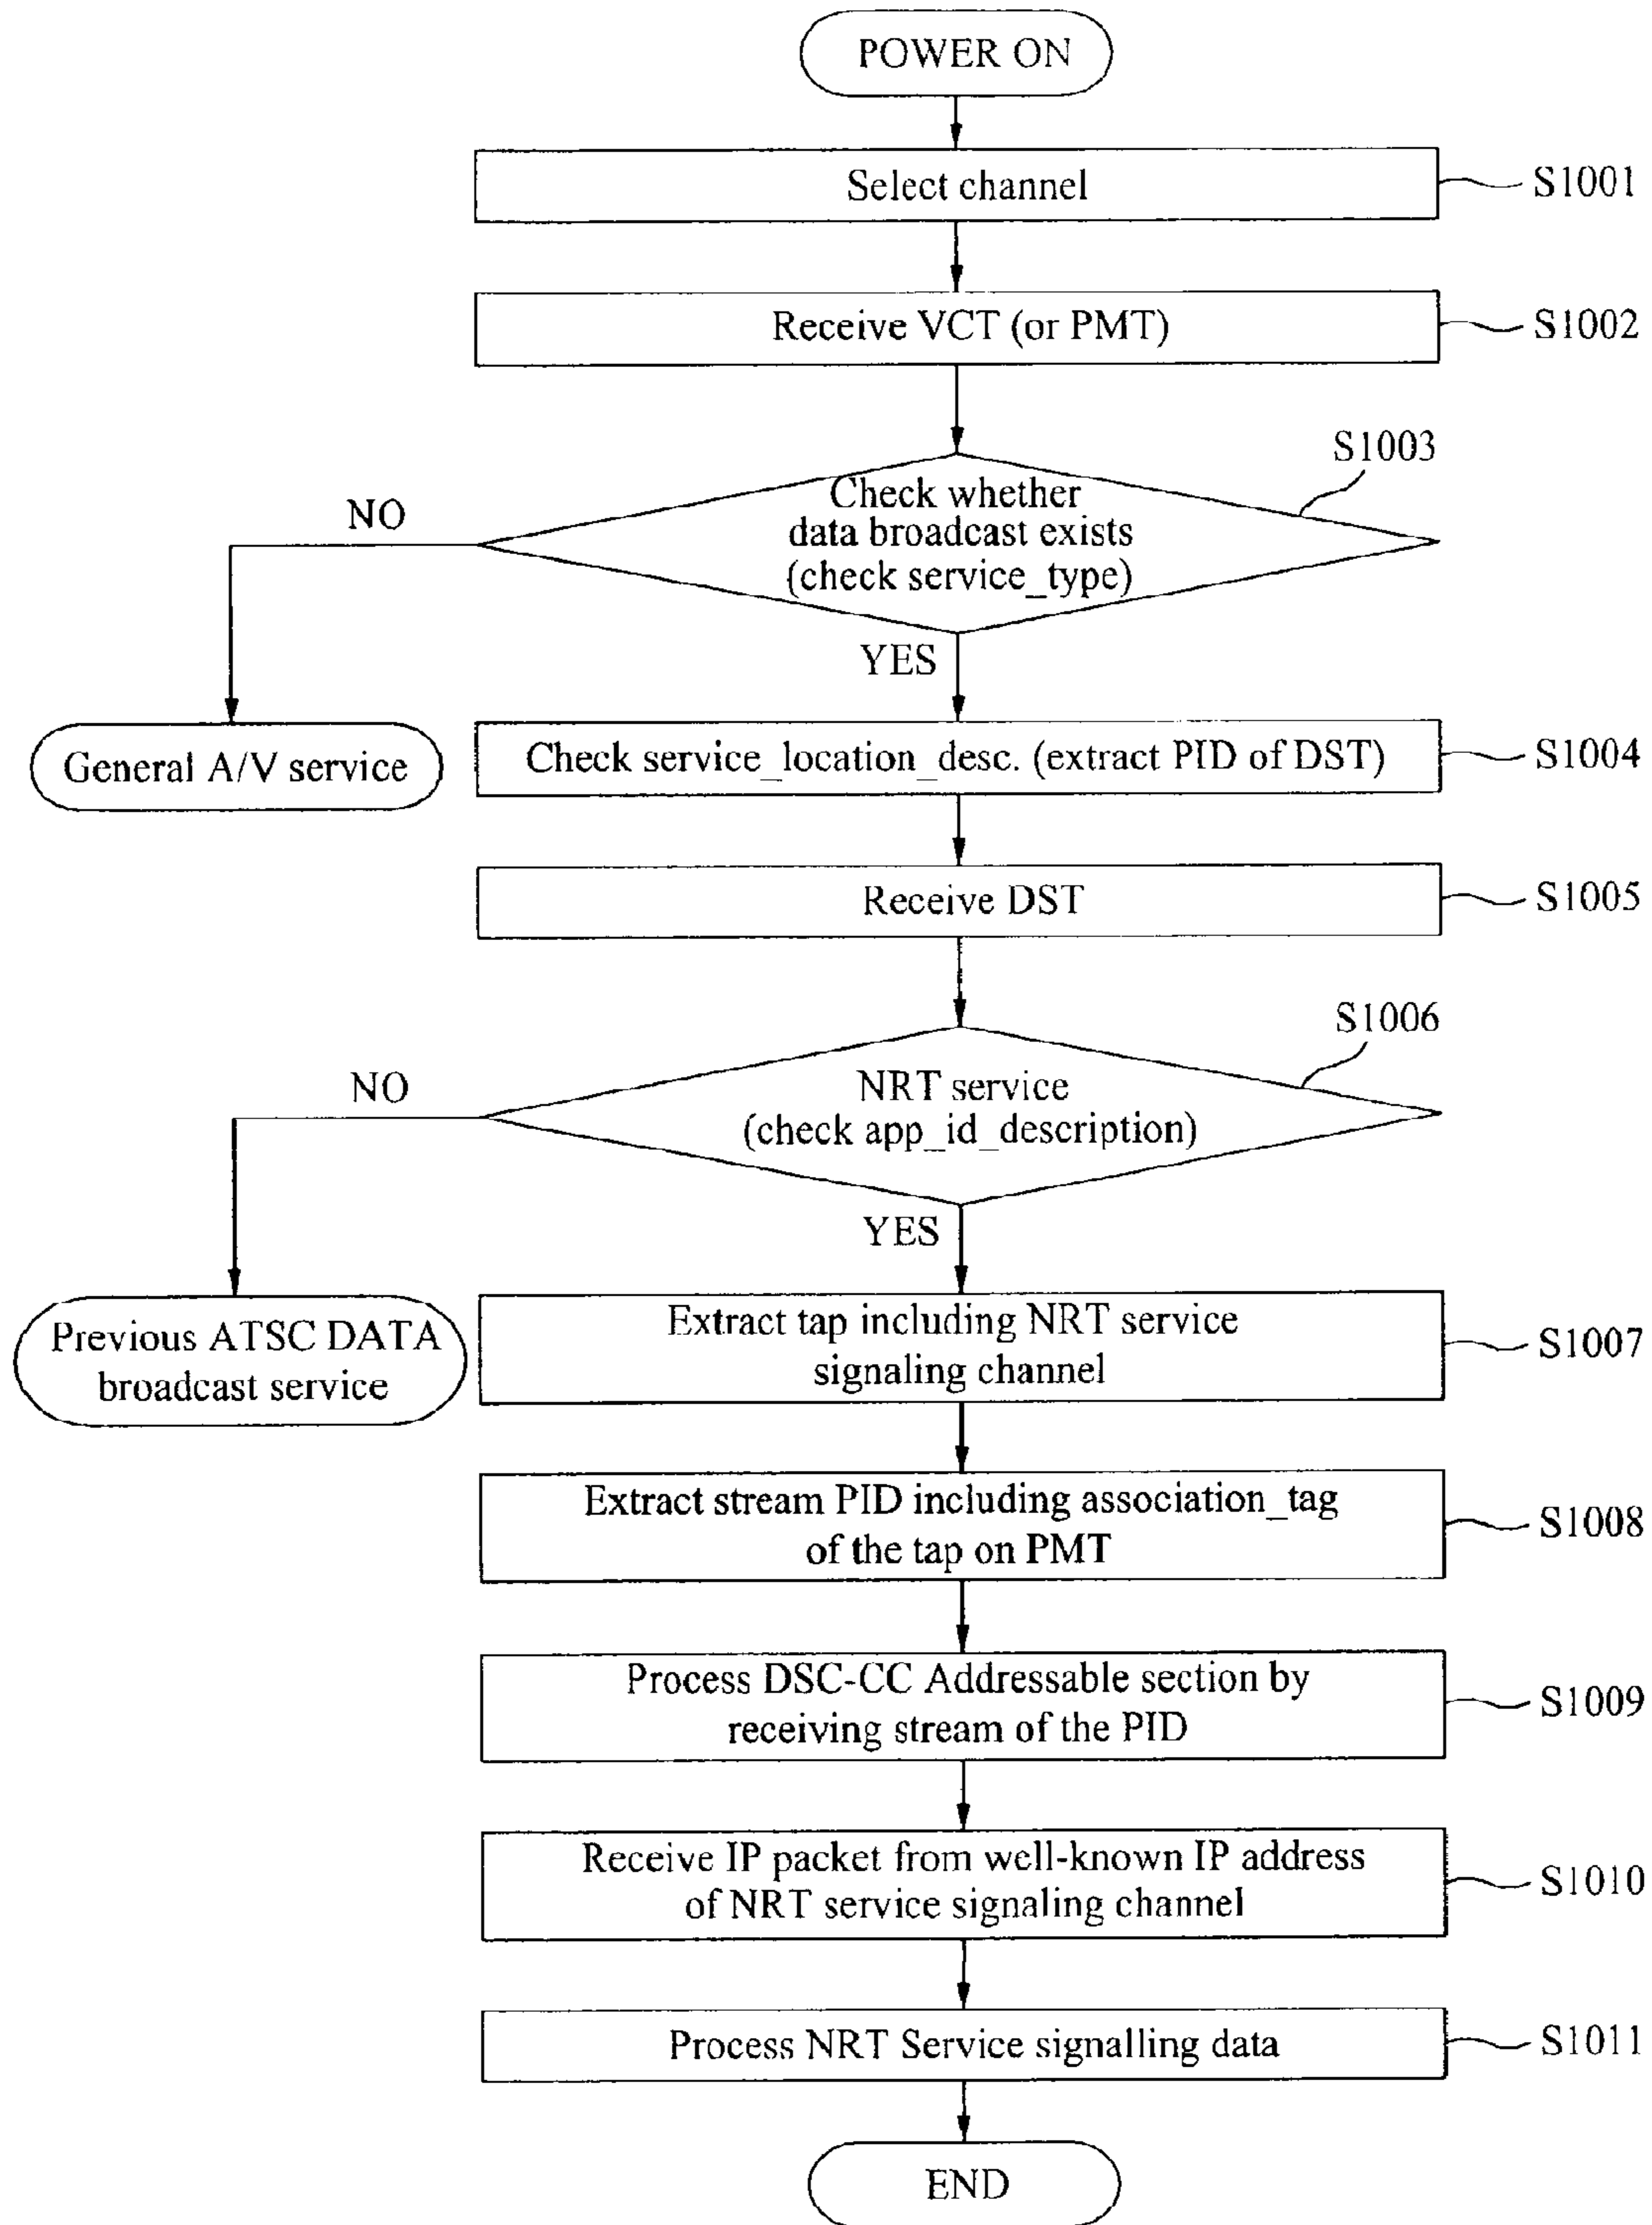 POWER ON
Select channel
S1001
Receive VCT (or PMT)
S1002
S1003
Check whether
data broadcast exists
(check service_type)
NO
YES
General A/V service
Check service_location_desc. (extract PID of DST)
S1004
Receive DST
S1005
S1006
NRT service
(check app_id_description)
NO
YES
Previous ATSC DATA
broadcast service
Extract tap including NRT service
signaling channel
S1007
Extract stream PID including association_tag
of the tap on PMT
S1008
Process DSC-CC Addressable section by
receiving stream of the PID
S1009
Receive IP packet from well-known IP address
of NRT service signaling channel
S1010
Process NRT Service signalling data
S1011
END